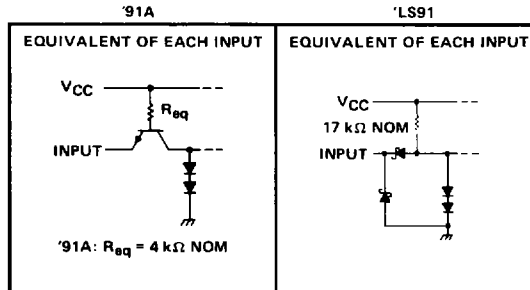 '91A
EQUIVALENT OF EACH INPUT
VCC
Req
INPUT
'91A: Req = 4 kΩ NOM
'LS91
EQUIVALENT OF EACH INPUT
VCC
17 kΩ NOM
INPUT